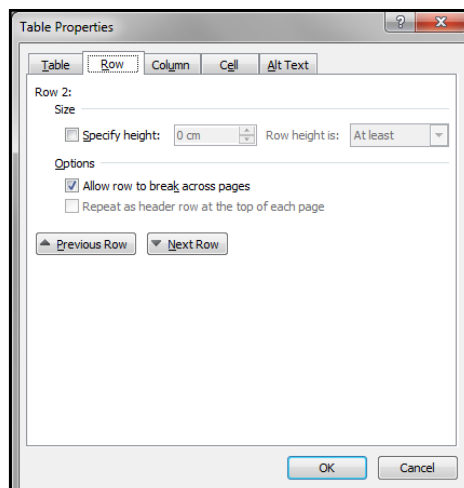 Table Properties
?
x
Table Row Column Cell Alt Text
Row 2:
Size
Specify height: 0 cm Row height is: At least
Options
Allow row to break across pages
Repeat as header row at the top of each page
Previous Row Next Row
OK Cancel